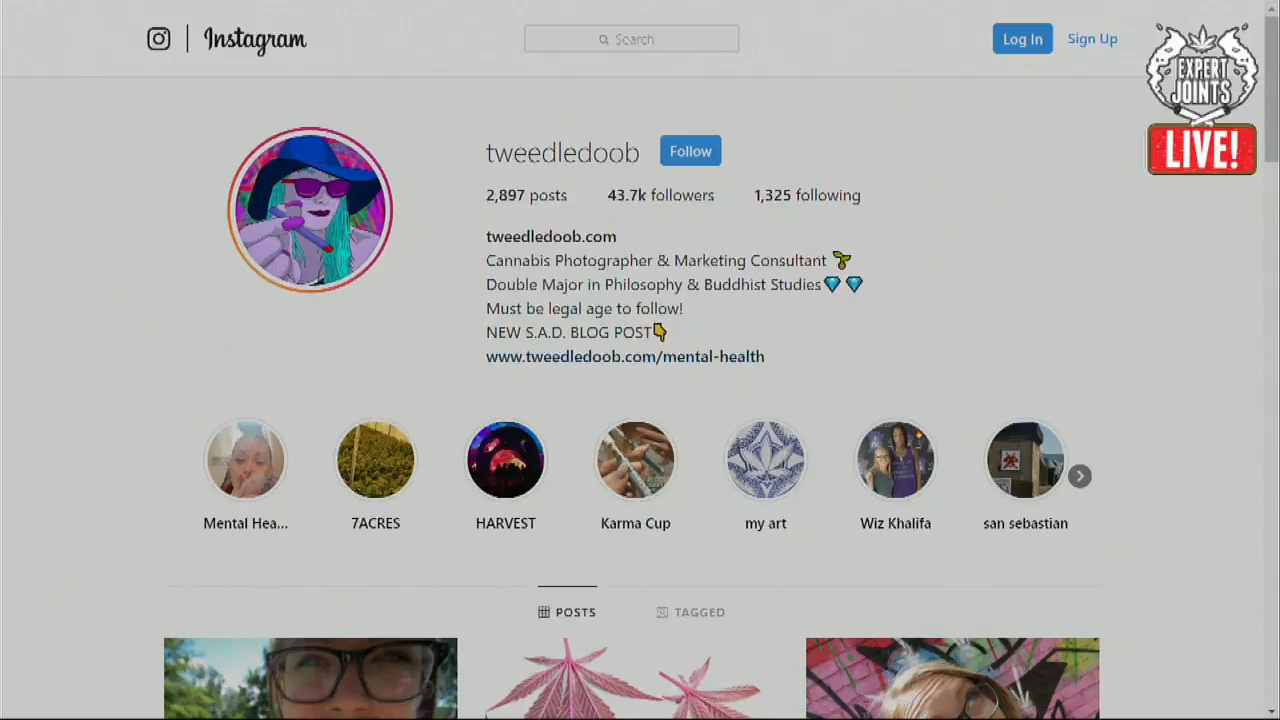 Instagram
Search
Log In
Sign Up
EXPERT
JOINTS
LIVE!
tweedledoob
Follow
2,897 posts 43.7k followers 1,325 following
tweedledoob.com
Cannabis Photographer & Marketing Consultant
Double Major in Philosophy & Buddhist Studies
Must be legal age to follow!
NEW S.A.D. BLOG POST
www.tweedledoob.com/mental-health
Mental Hea... 7ACRES HARVEST Karma Cup my art Wiz Khalifa san sebastian
POSTS TAGGED